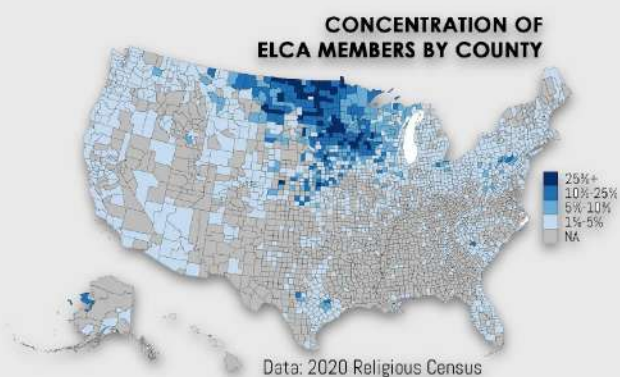 CONCENTRATION OF
ELCA MEMBERS BY COUNTY
25%+
10%-25%
5%-10%
1%-5%
NA
Data: 2020 Religious Census